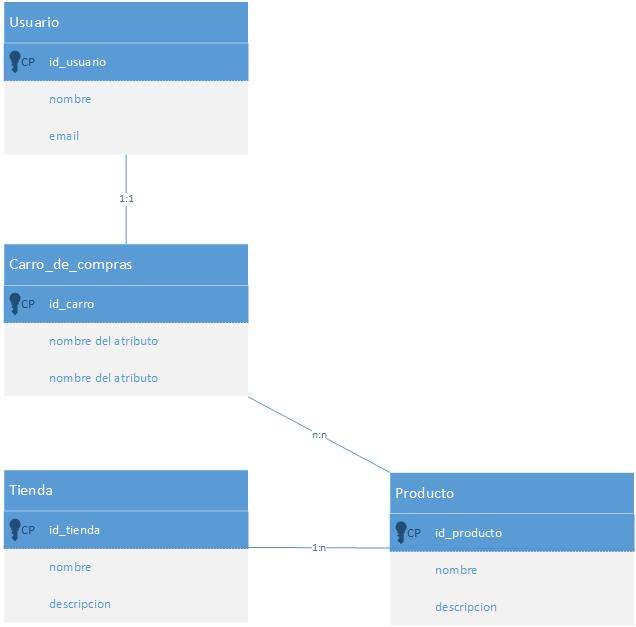 Usuario
CP id_usuario
nombre
email
1:1
Carro_de_compras
CP id_carro
nombre del atributo
nombre del atributo
n:n
Tienda
CP id_tienda
nombre
descripcion
1:n
Producto
CP id_producto
nombre
descripcion